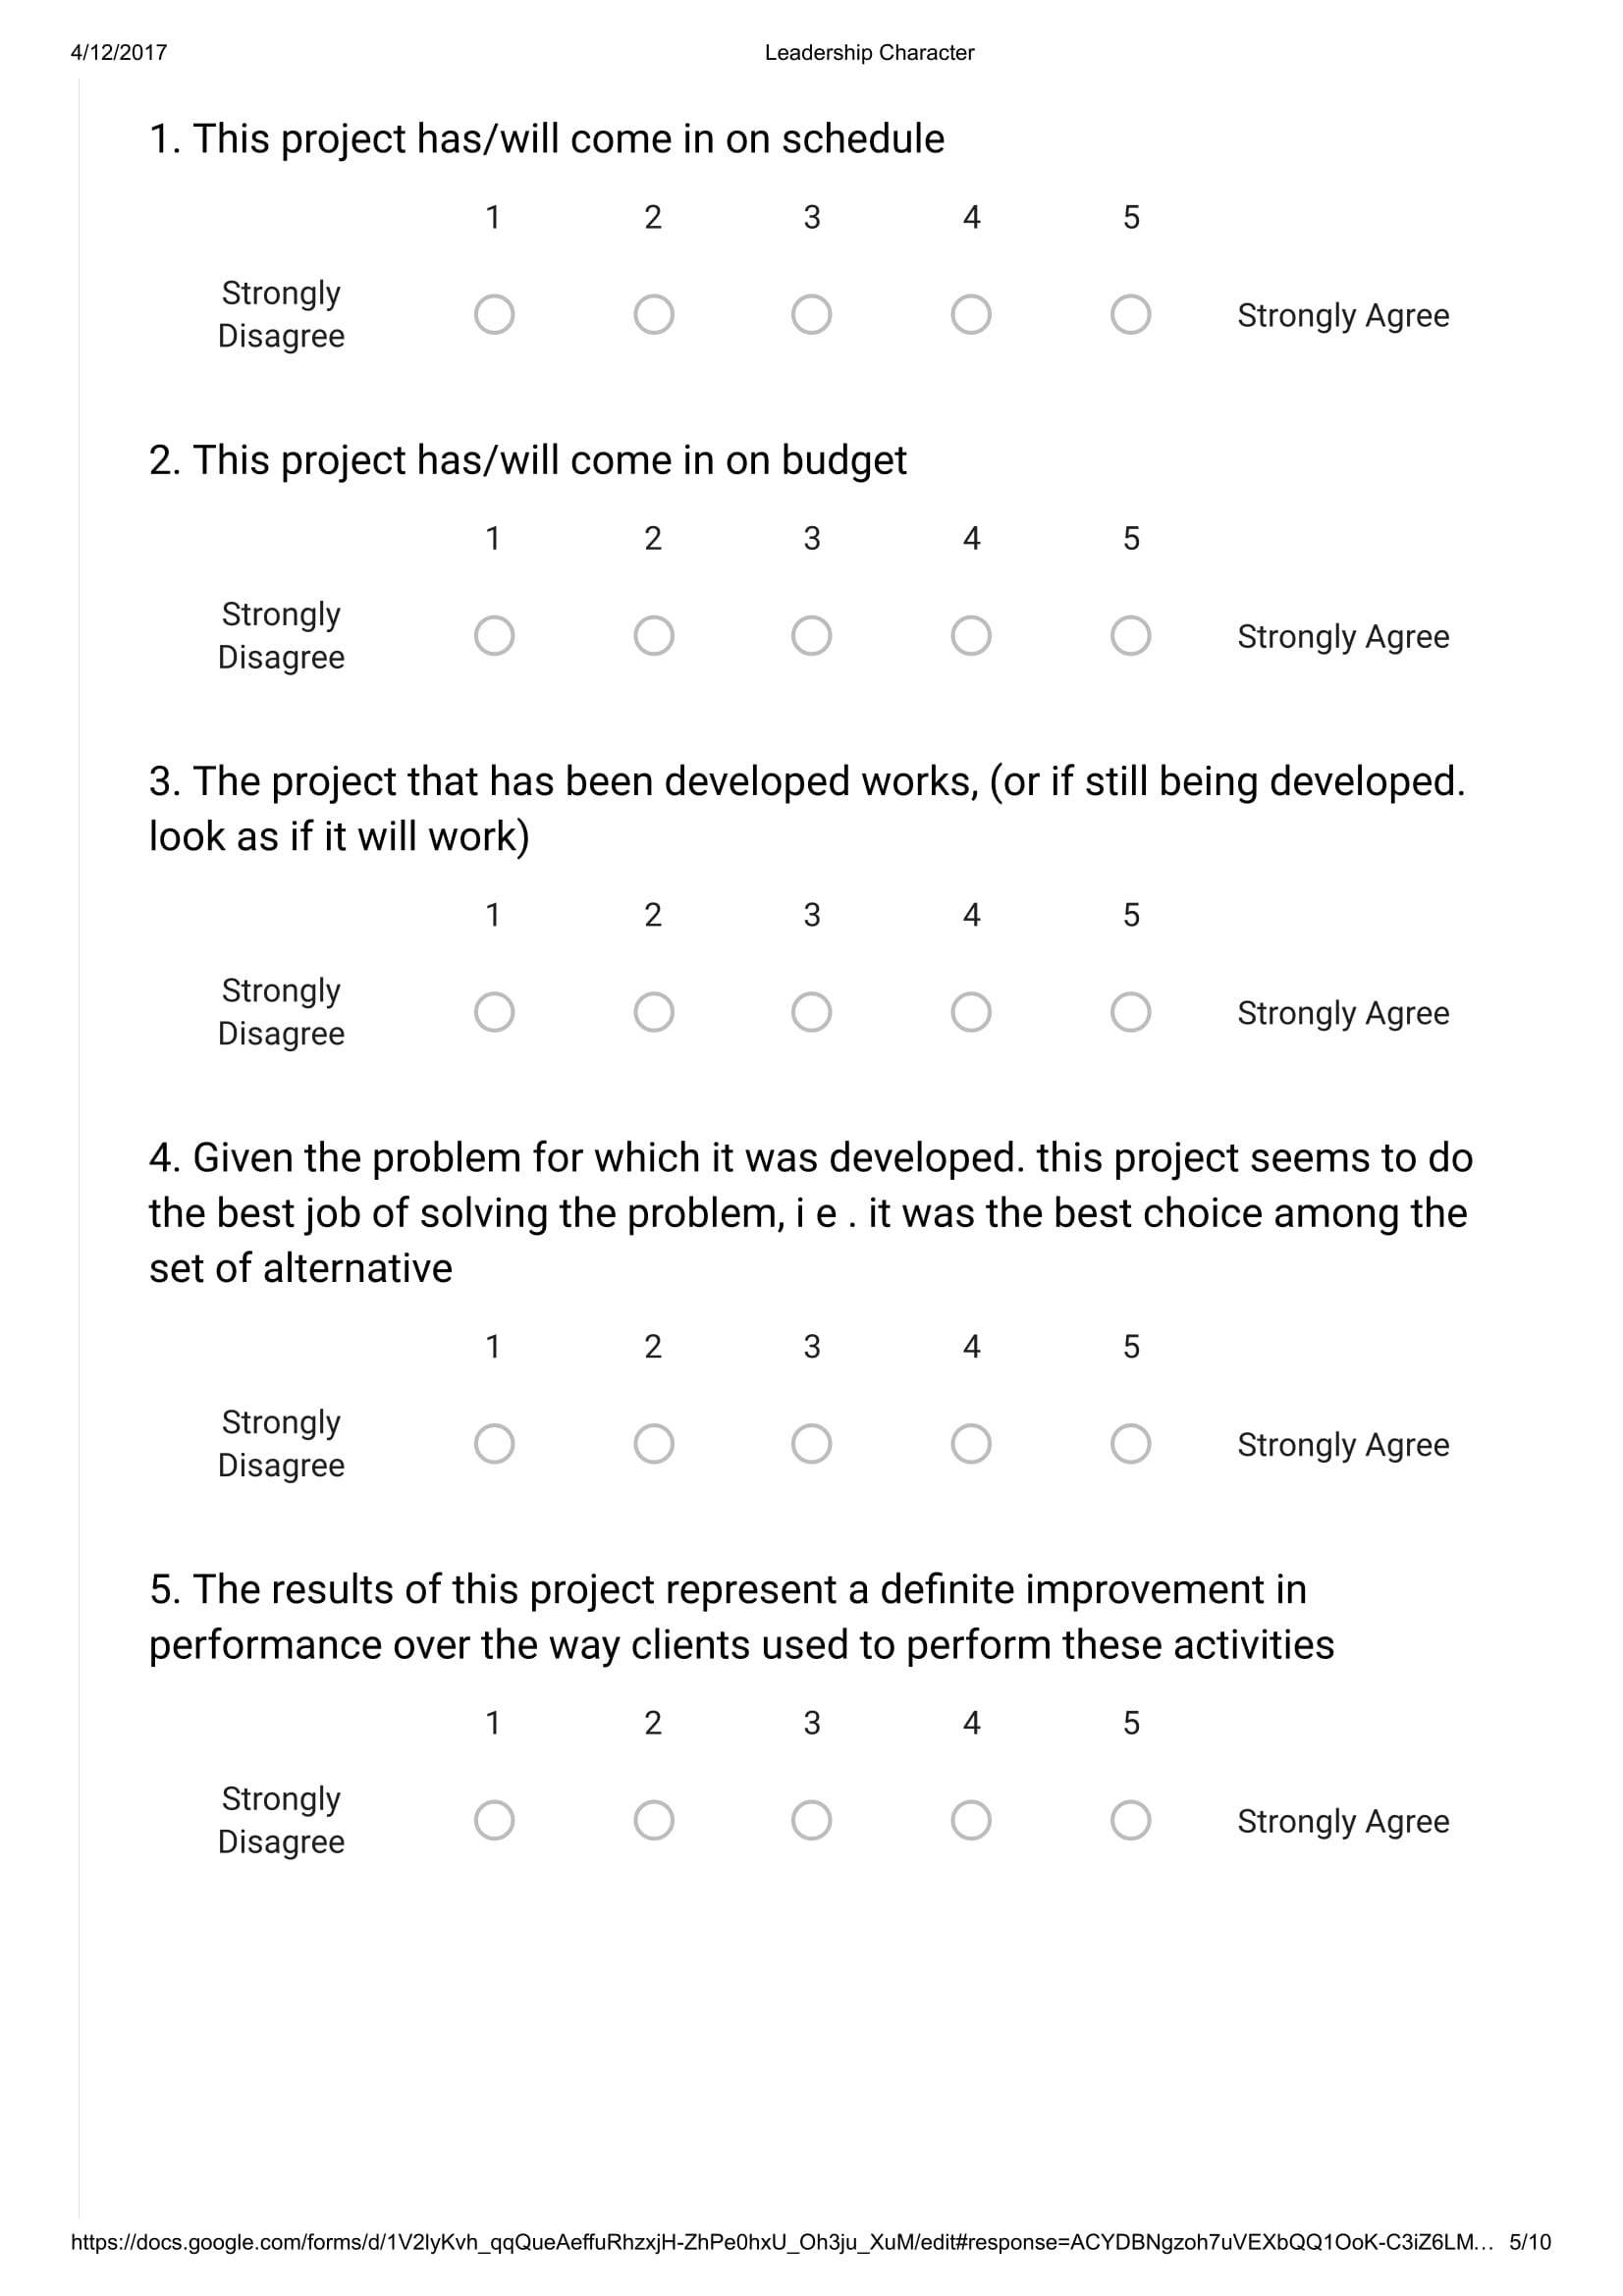 4/12/2017 Leadership Character
1. This project has/will come in on schedule
1 2 3 4 5
Strongly
Disagree
Strongly Agree
2. This project has/will come in on budget
1 2 3 4 5
Strongly
Disagree
Strongly Agree
3. The project that has been developed works, (or if still being developed.
look as if it will work)
1 2 3 4 5
Strongly
Disagree
Strongly Agree
4. Given the problem for which it was developed. this project seems to do
the best job of solving the problem, i e . it was the best choice among the
set of alternative
1 2 3 4 5
Strongly
Disagree
Strongly Agree
5. The results of this project represent a definite improvement in
performance over the way clients used to perform these activities
1 2 3 4 5
Strongly
Disagree
Strongly Agree
https://docs.google.com/forms/d/1V2lyKvh_qqQueAeffuRhzxjH-ZhPe0hxU_Oh3ju_XuM/edit#response=ACYDBNgzoh7uVEXbQQ1OoK-C3iZ6LM... 5/10